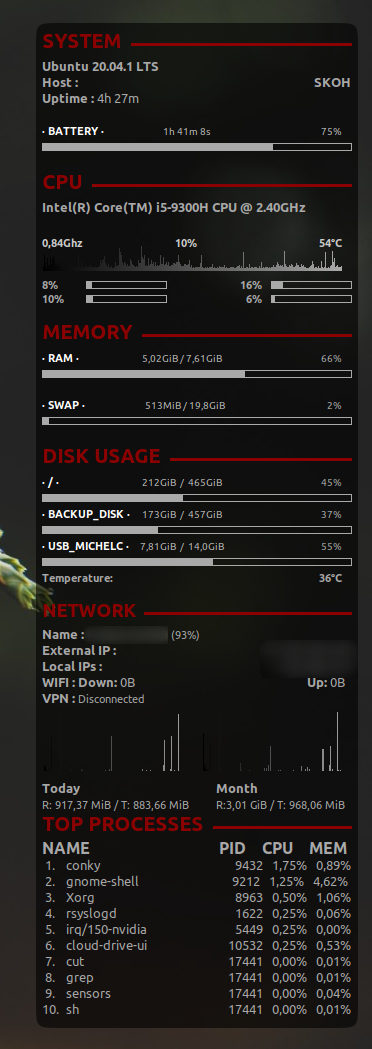 SYSTEM
Ubuntu 20.04.1 LTS
Host : SKOH
Uptime : 4h 27m
· BATTERY · 1h 41m 8s 75%
CPU
Intel(R) Core(TM) i5-9300H CPU @ 2.40GHz
0,84Ghz 10% 54°C
8% 16%
10% 6%
MEMORY
· RAM · 5,02GiB/7,61GiB 66%
· SWAP · 513MiB/19,8GiB 2%
DISK USAGE
· / · 212GiB / 465GiB 45%
· BACKUP_DISK · 173GiB / 457GiB 37%
· USB_MICHELC · 7,81GiB / 14,0GiB 55%
Temperature: 36°C
NETWORK
Name : (93%)
External IP :
Local IPs :
WIFI : Down: 0B Up: 0B
VPN : Disconnected
Today Month
R: 917,37 MiB / T: 883,66 MiB R:3,01 GiB / T: 968,06 MiB
TOP PROCESSES
NAME PID CPU MEM
1. conky 9432 1,75% 0,89%
2. gnome-shell 9212 1,25% 4,62%
3. Xorg 8963 0,50% 1,06%
4. rsyslogd 1622 0,25% 0,06%
5. irq/150-nvidia 5449 0,25% 0,00%
6. cloud-drive-ui 10532 0,25% 0,53%
7. cut 17441 0,00% 0,01%
8. grep 17441 0,00% 0,01%
9. sensors 17441 0,00% 0,04%
10. sh 17441 0,00% 0,01%